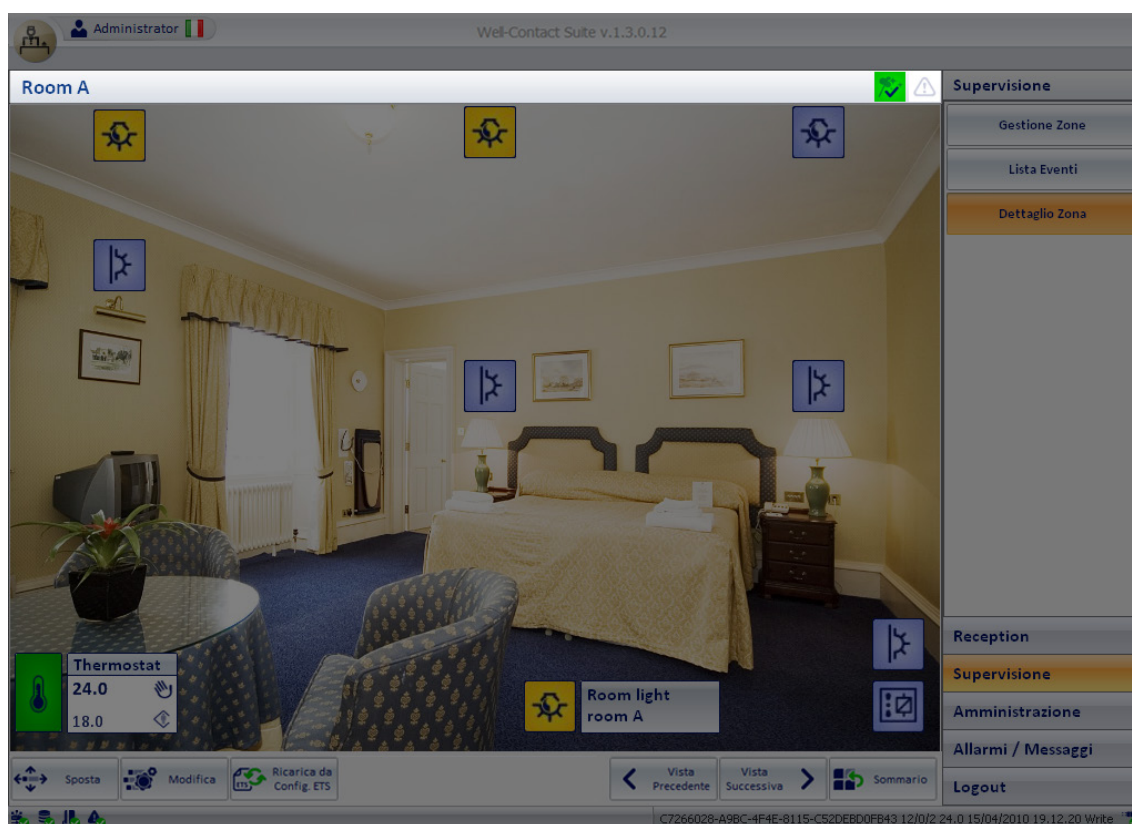 Administrator
Well-Contact Suite v.1.3.0.12
Room A
Supervisione
Gestione Zone
Lista Eventi
Dettaglio Zona
Thermostat
24.0
18.0
Room light
room A
Reception
Supervisione
Amministrazione
Allarmi / Messaggi
Logout
Sposta
Modifica
Ricarica da
Config. ETS
Vista
Precedente
Vista
Successiva
Sommario
C7266028-A9BC-4F4E-8115-C52DEBD0FB43 12/0/2 24.0 15/04/2010 19.12.20 Write